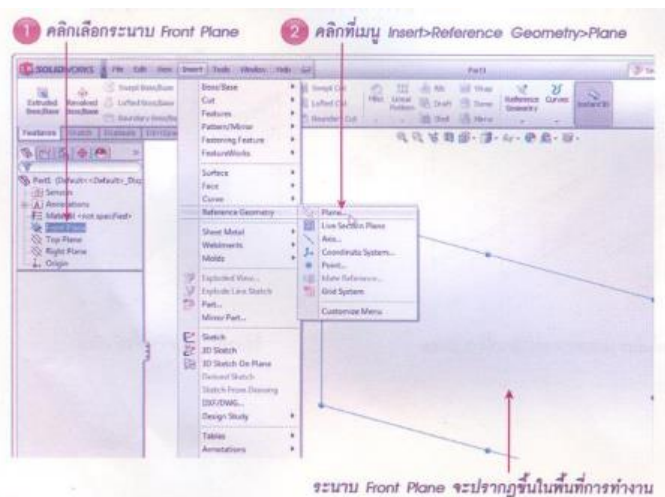 1 คลิกเลือกระนาบ Front Plane
2 คลิกที่เมนู Insert>Reference Geometry>Plane
SOLIDWORKS File Edit View Insert Tools Window Help
Part1
Extruded Boss/Base
Revolved Boss/Base
Swept Boss/Base
Lofted Boss/Base
Boundary Boss/Base
Swept Cut
Lofted Cut
Boundary Cut
Fillet
Linear Pattern
Rib
Draft
Shell
Wrap
Dome
Mirror
Reference Geometry
Curves
Instant3D
Features Sketch Evaluate
Part1 (Default<<Default>_Disp
Sensors
Annotations
Material <not specified>
Front Plane
Top Plane
Right Plane
Origin
Boss/Base
Cut
Features
Pattern/Mirror
Fastening Feature
FeatureWorks
Surface
Face
Curve
Reference Geometry
Sheet Metal
Weldments
Molds
Exploded View...
Explode Line Sketch
Part...
Mirror Part...
Sketch
3D Sketch
3D Sketch On Plane
Derived Sketch
Sketch From Drawing
DXF/DWG...
Design Study
Tables
Annotations
Plane...
Live Section Plane
Axis...
Coordinate System...
Point...
Mate Reference...
Grid System
Customize Menu
ระนาบ Front Plane จะปรากฏขึ้นในพื้นที่การทำงาน